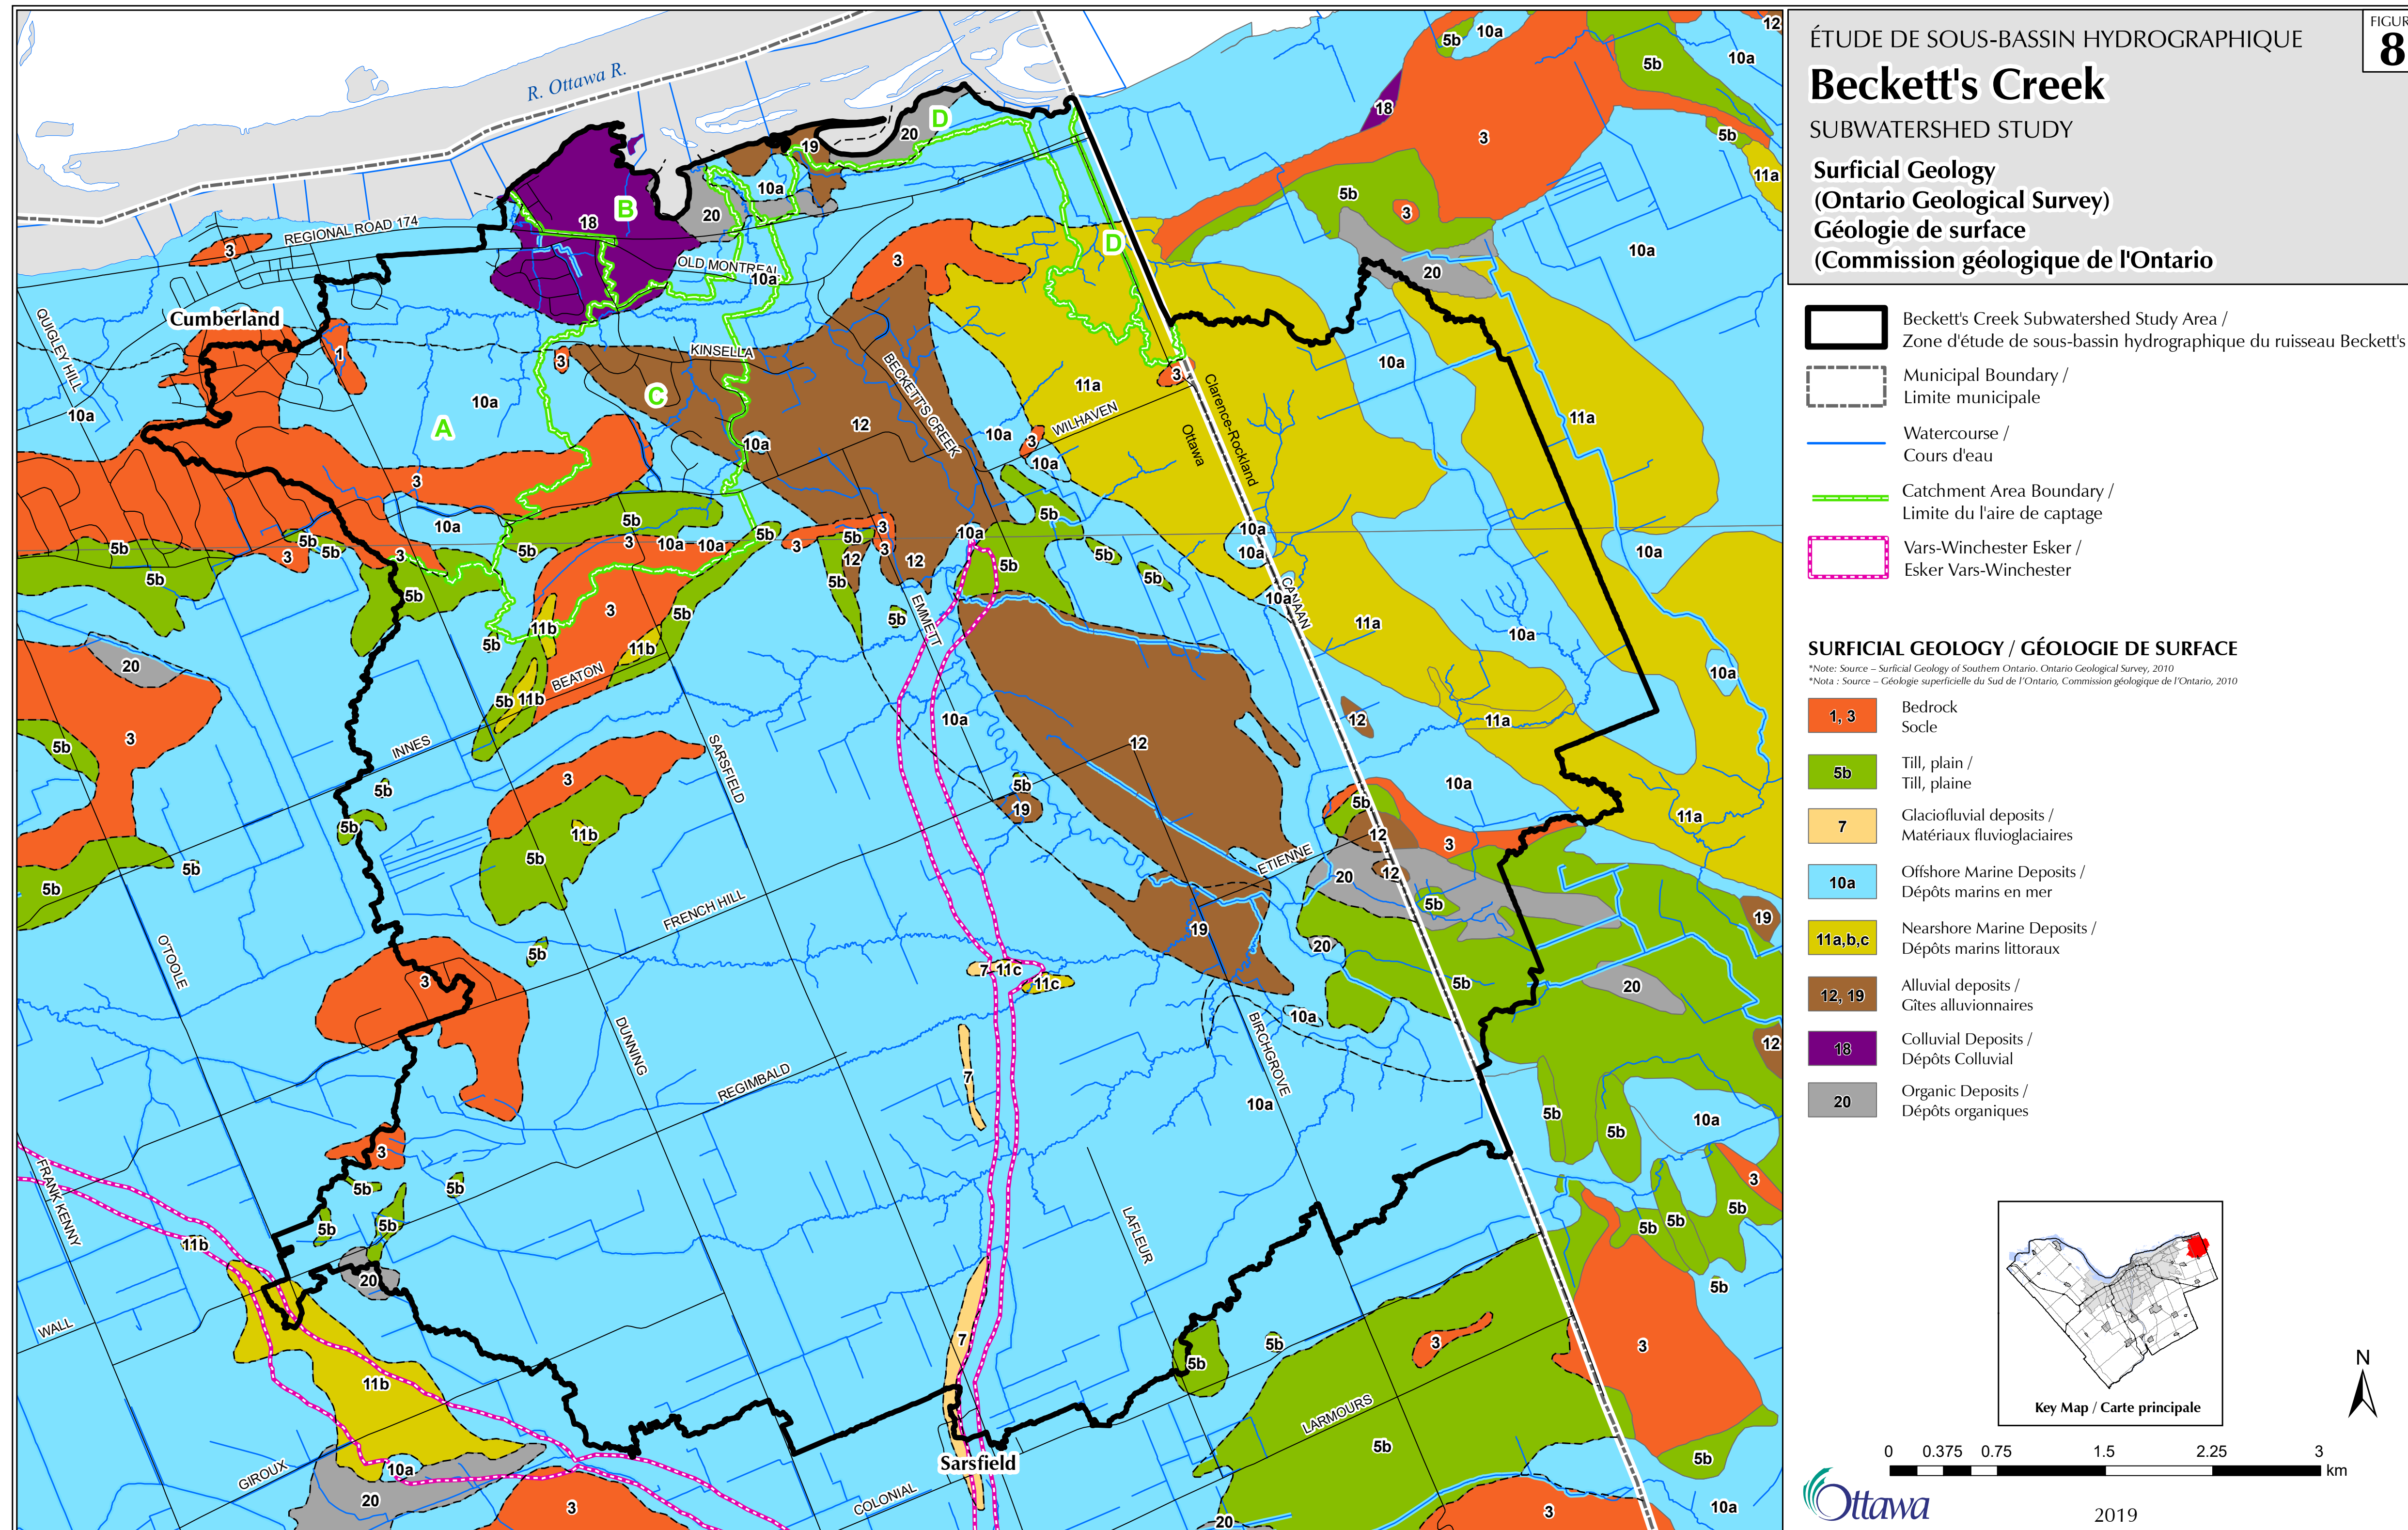 ÉTUDE DE SOUS-BASSIN HYDROGRAPHIQUE
Beckett's Creek
SUBWATERSHED STUDY
Surficial Geology
(Ontario Geological Survey)
Géologie de surface
(Commission géologique de l'Ontario
8
Beckett's Creek Subwatershed Study Area /
Zone d'étude de sous-bassin hydrographique du ruisseau Beckett's
Municipal Boundary /
Limite municipale
Watercourse /
Cours d'eau
Catchment Area Boundary /
Limite du l'aire de captage
Vars-Winchester Esker /
Esker Vars-Winchester
SURFICIAL GEOLOGY / GÉOLOGIE DE SURFACE
*Note: Source – Surficial Geology of Southern Ontario. Ontario Geological Survey, 2010
*Nota : Source – Géologie superficielle du Sud de l'Ontario, Commission géologique de l'Ontario, 2010
1, 3 Bedrock
Socle
5b Till, plain /
Till, plaine
7 Glaciofluvial deposits /
Matériaux fluvioglaciaires
10a Offshore Marine Deposits /
Dépôts marins en mer
11a,b,c Nearshore Marine Deposits /
Dépôts marins littoraux
12, 19 Alluvial deposits /
Gîtes alluvionnaires
18 Colluvial Deposits /
Dépôts Colluvial
20 Organic Deposits /
Dépôts organiques
Key Map / Carte principale
N
0 0.375 0.75 1.5 2.25 3
km
Ottawa
2019
R. Ottawa R.
REGIONAL ROAD 174
OLD MONTREAL
Cumberland
QUIGLEY HILL
KINSELLA
BECKETT'S CREEK
WILHAVEN
Clarence-Rockland
Ottawa
CANAAN
EMMETT
BEATON
INNES
SARSFIELD
FRENCH HILL
ETIENNE
O'TOOLE
DUNNING
REGIMBALD
BIRCHGROVE
FRANK KENNY
LAFLEUR
WALL
GIROUX
COLONIAL
LARMOURS
Sarsfield
A
B
C
D
D